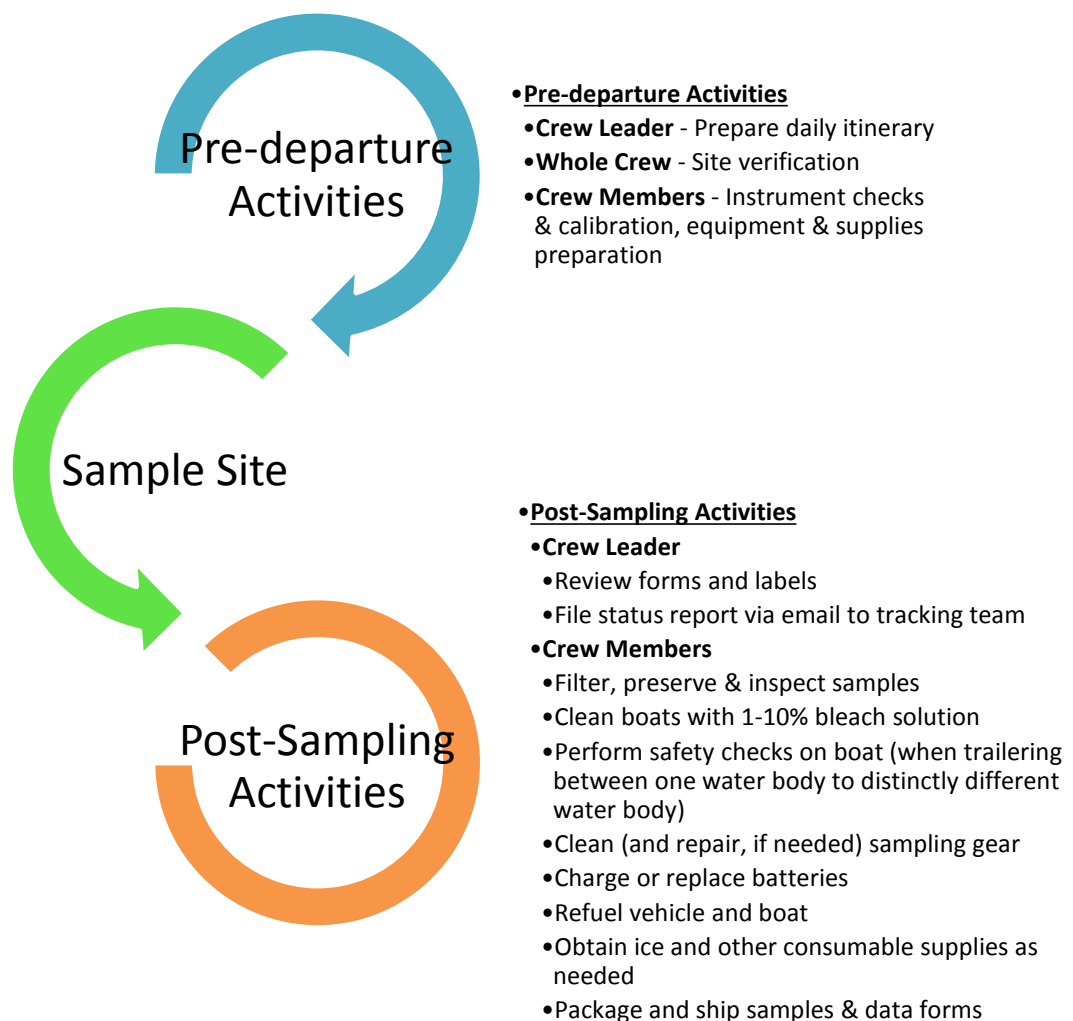 Pre-departure
Activities
•Pre-departure Activities
•Crew Leader - Prepare daily itinerary
•Whole Crew - Site verification
•Crew Members - Instrument checks
& calibration, equipment & supplies
preparation
Sample Site
Post-Sampling
Activities
•Post-Sampling Activities
•Crew Leader
•Review forms and labels
•File status report via email to tracking team
•Crew Members
•Filter, preserve & inspect samples
•Clean boats with 1-10% bleach solution
•Perform safety checks on boat (when trailering
between one water body to distinctly different
water body)
•Clean (and repair, if needed) sampling gear
•Charge or replace batteries
•Refuel vehicle and boat
•Obtain ice and other consumable supplies as
needed
•Package and ship samples & data forms